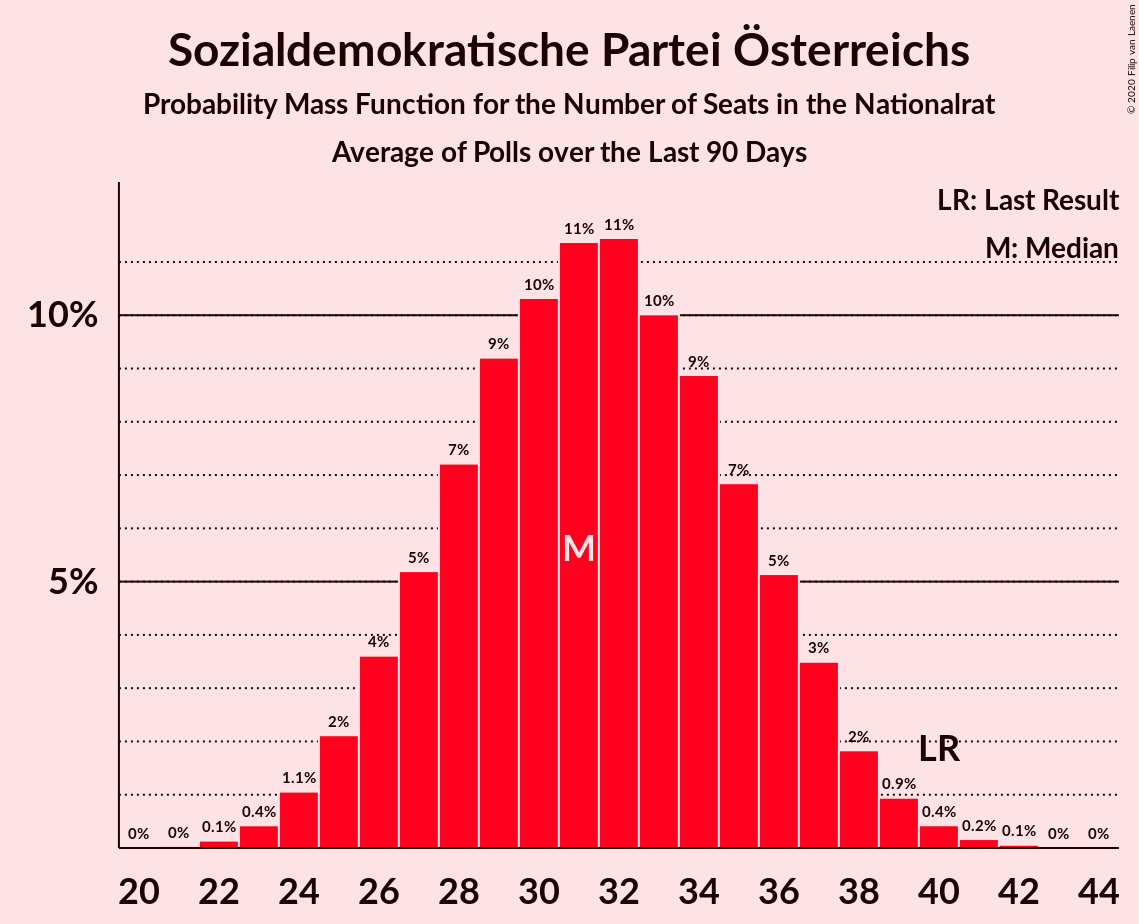 Sozialdemokratische Partei Österreichs
Probability Mass Function for the Number of Seats in the Nationalrat
Average of Polls over the Last 90 Days
© 2020 Filip van Laenen
LR: Last Result
M: Median
10%
5%
0% 0% 0.1% 0.4% 1.1% 2% 4% 5% 7% 9% 10% 11% 11% 10% 9% 7% 5% 3% 2% 0.9% 0.4% 0.2% 0.1% 0% 0%
M
LR
20 22 24 26 28 30 32 34 36 38 40 42 44